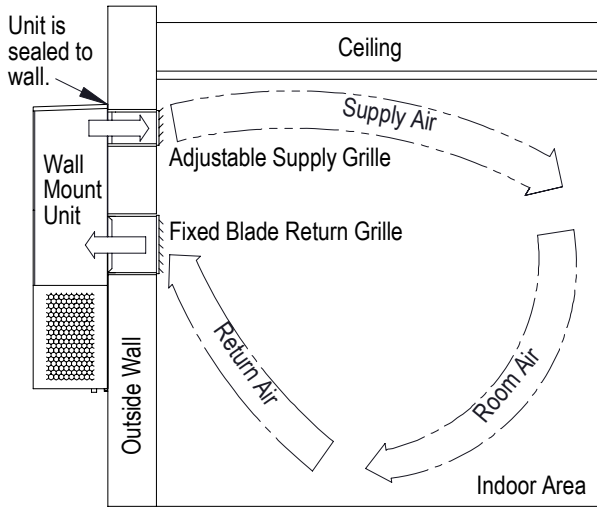 Unit is
sealed to
wall.
Ceiling
Supply Air
Adjustable Supply Grille
Wall
Mount
Unit
Fixed Blade Return Grille
Return Air
Room Air
Outside Wall
Indoor Area